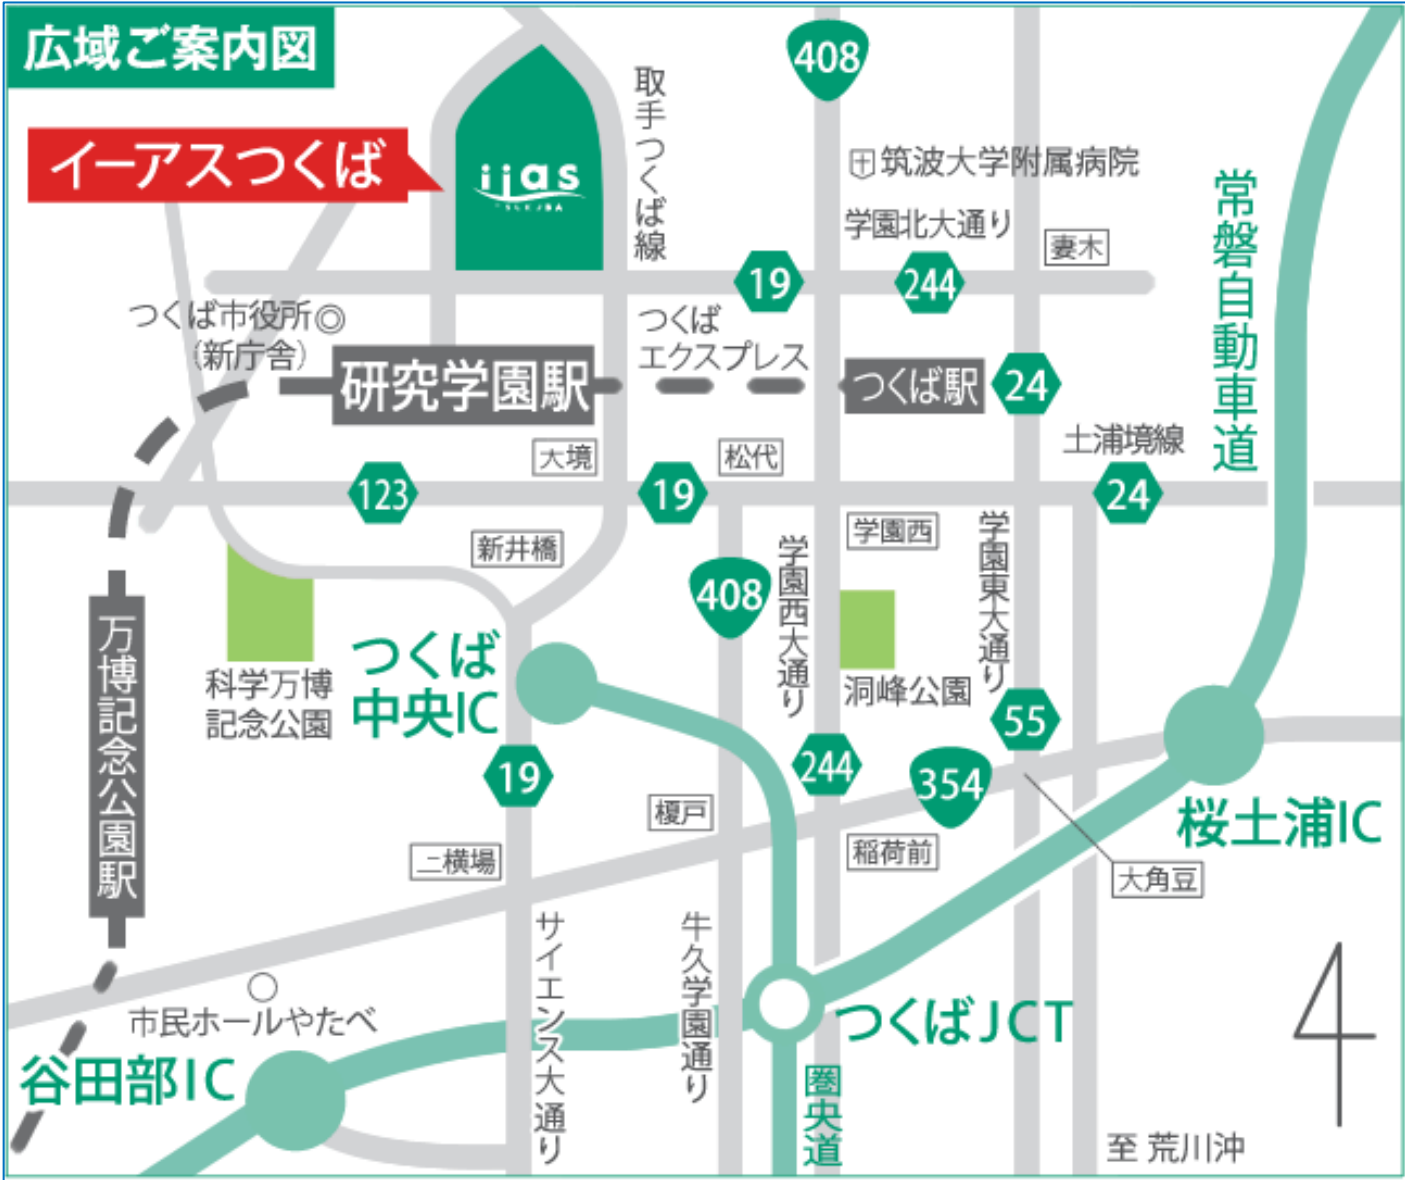 広域ご案内図
イーアスつくば
iias
取手つくば線
408
筑波大学附属病院
学園北大通り
妻木
常磐自動車道
19
244
つくば市役所◎
(新庁舎)
つくば
エクスプレス
研究学園駅
つくば駅
24
土浦境線
大境
松代
123
19
24
新井橋
学園西
学園東大通り
408
学園西大通り
万博記念公園駅
科学万博
記念公園
つくば
中央IC
洞峰公園
55
19
244
354
榎戸
桜土浦IC
二横場
稲荷前
大角豆
サイエンス大通り
牛久学園通り
市民ホールやたべ
つくばJCT
谷田部IC
圏央道
至 荒川沖